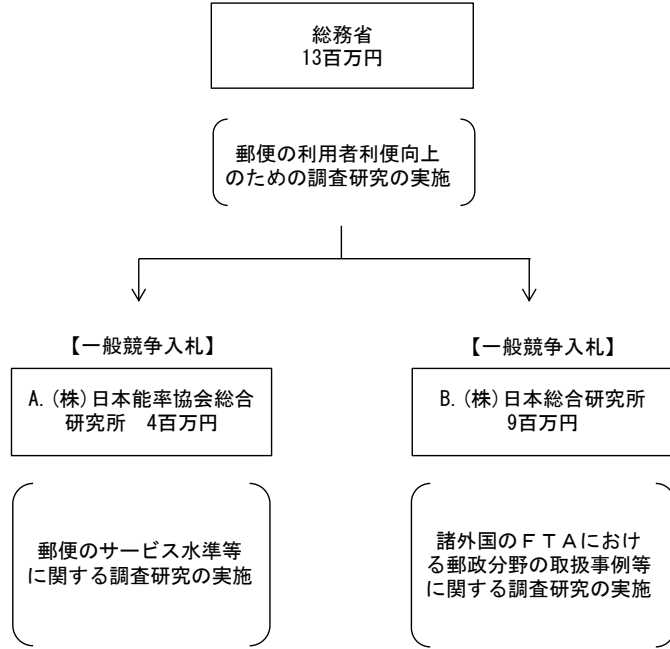 総務省
13百万円
郵便の利用者利便向上
のための調査研究の実施
【一般競争入札】
A.(株)日本能率協会総合
研究所　4百万円
郵便のサービス水準等
に関する調査研究の実施
【一般競争入札】
B.(株)日本総合研究所
9百万円
諸外国のＦＴＡにおけ
る郵政分野の取扱事例等
に関する調査研究の実施